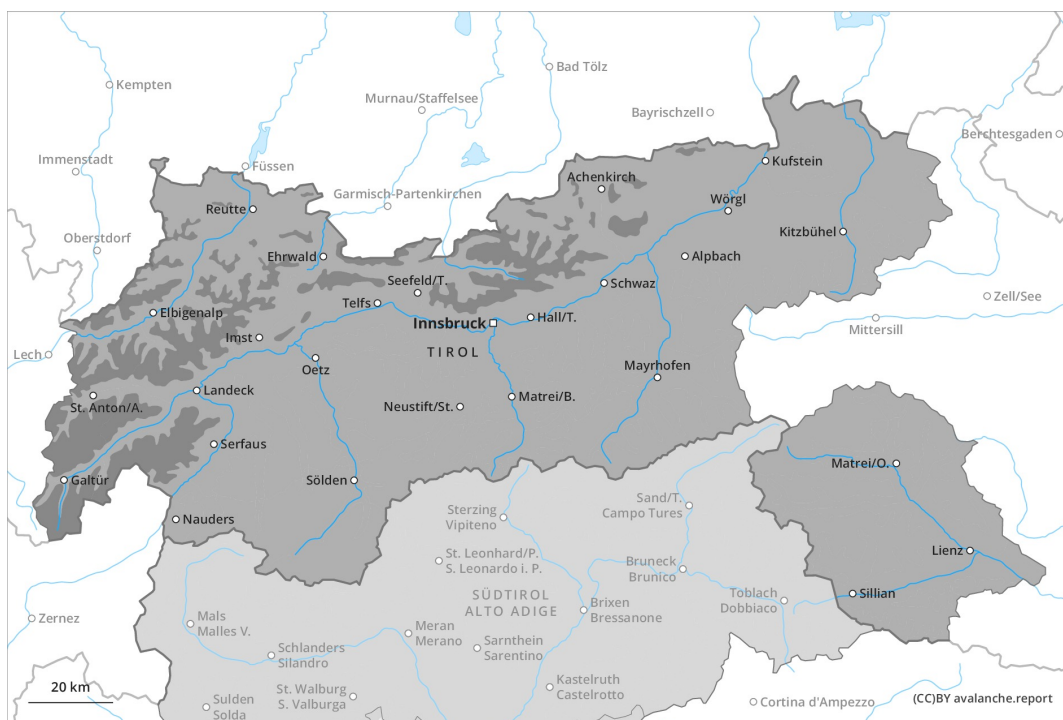 Kempten
Bad Tölz
Murnau/Staffelsee
Bayrischzell
Berchtesgaden
Immenstadt
Füssen
Kufstein
Garmisch-Partenkirchen
Achenkirch
Reutte
Wörgl
Oberstdorf
Kitzbühel
Ehrwald
Alpbach
Seefeld/T.
Schwaz
Zell/See
Telfs
Elbigenalp
Innsbruck
Hall/T.
Mittersill
Imst
TIROL
Lech
Oetz
Mayrhofen
Landeck
St. Anton/A.
Neustift/St.
Matrei/B.
Serfaus
Matrei/O.
Galtür
Sölden
Sand/T.
Campo Tures
Sterzing
Vipiteno
Nauders
Lienz
St. Leonhard/P.
S. Leonardo i. P.
Bruneck
Brunico
SÜDTIROL
ALTO ADIGE
Toblach
Dobbiaco
Sillian
Brixen
Bressanone
Zernez
Mals
Malles V.
Meran
Merano
Sarnthein
Sarentino
Schlanders
Silandro
20 km
St. Walburg
S. Valburga
Kastelruth
Castelrotto
Sulden
Solda
Cortina d'Ampezzo
(CC)BY avalanche.report